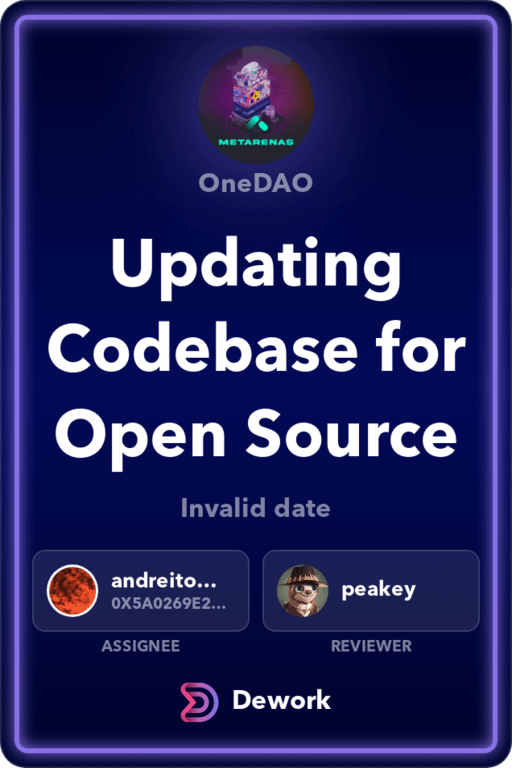 METARENAS
OneDAO
Updating
Codebase for
Open Source
Invalid date
andreito...
0X5A0269E2...
peakey
ASSIGNEE
REVIEWER
Dework